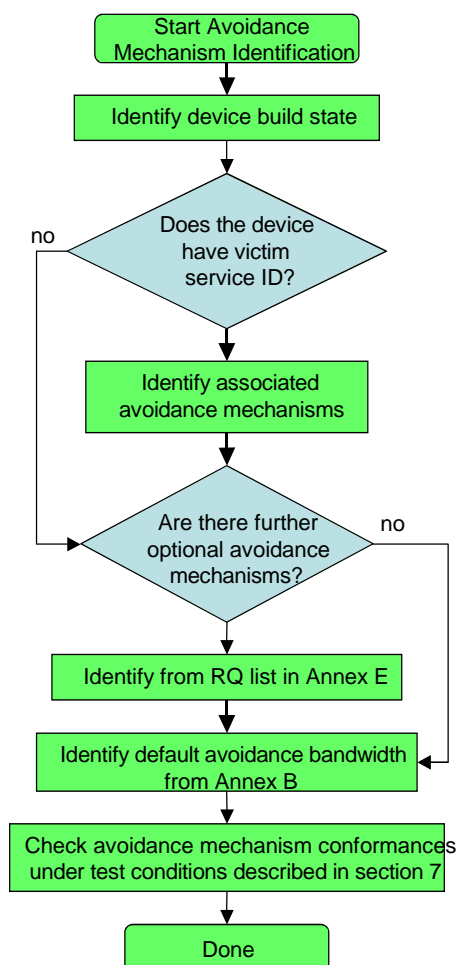 Start Avoidance
Mechanism Identification
Identify device build state
Does the device
have victim
service ID?
no
Identify associated
avoidance mechanisms
Are there further
optional avoidance
mechanisms?
no
Identify from RQ list in Annex E
Identify default avoidance bandwidth
from Annex B
Check avoidance mechanism conformances
under test conditions described in section 7
Done